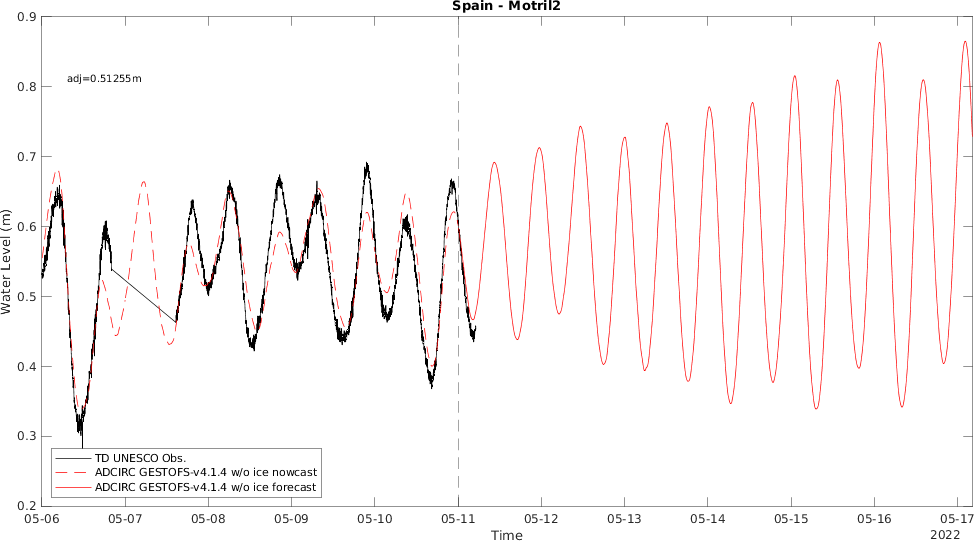 Spain - Motril2
0.9
0.8
0.7
0.6
0.5
0.4
0.3
0.2
Water Level (m)
adj=0.51255m
TD UNESCO Obs.
ADCIRC GESTOFS-v4.1.4 w/o ice nowcast
ADCIRC GESTOFS-v4.1.4 w/o ice forecast
05-06 05-07 05-08 05-09 05-10 05-11 05-12 05-13 05-14 05-15 05-16 05-17
Time
2022